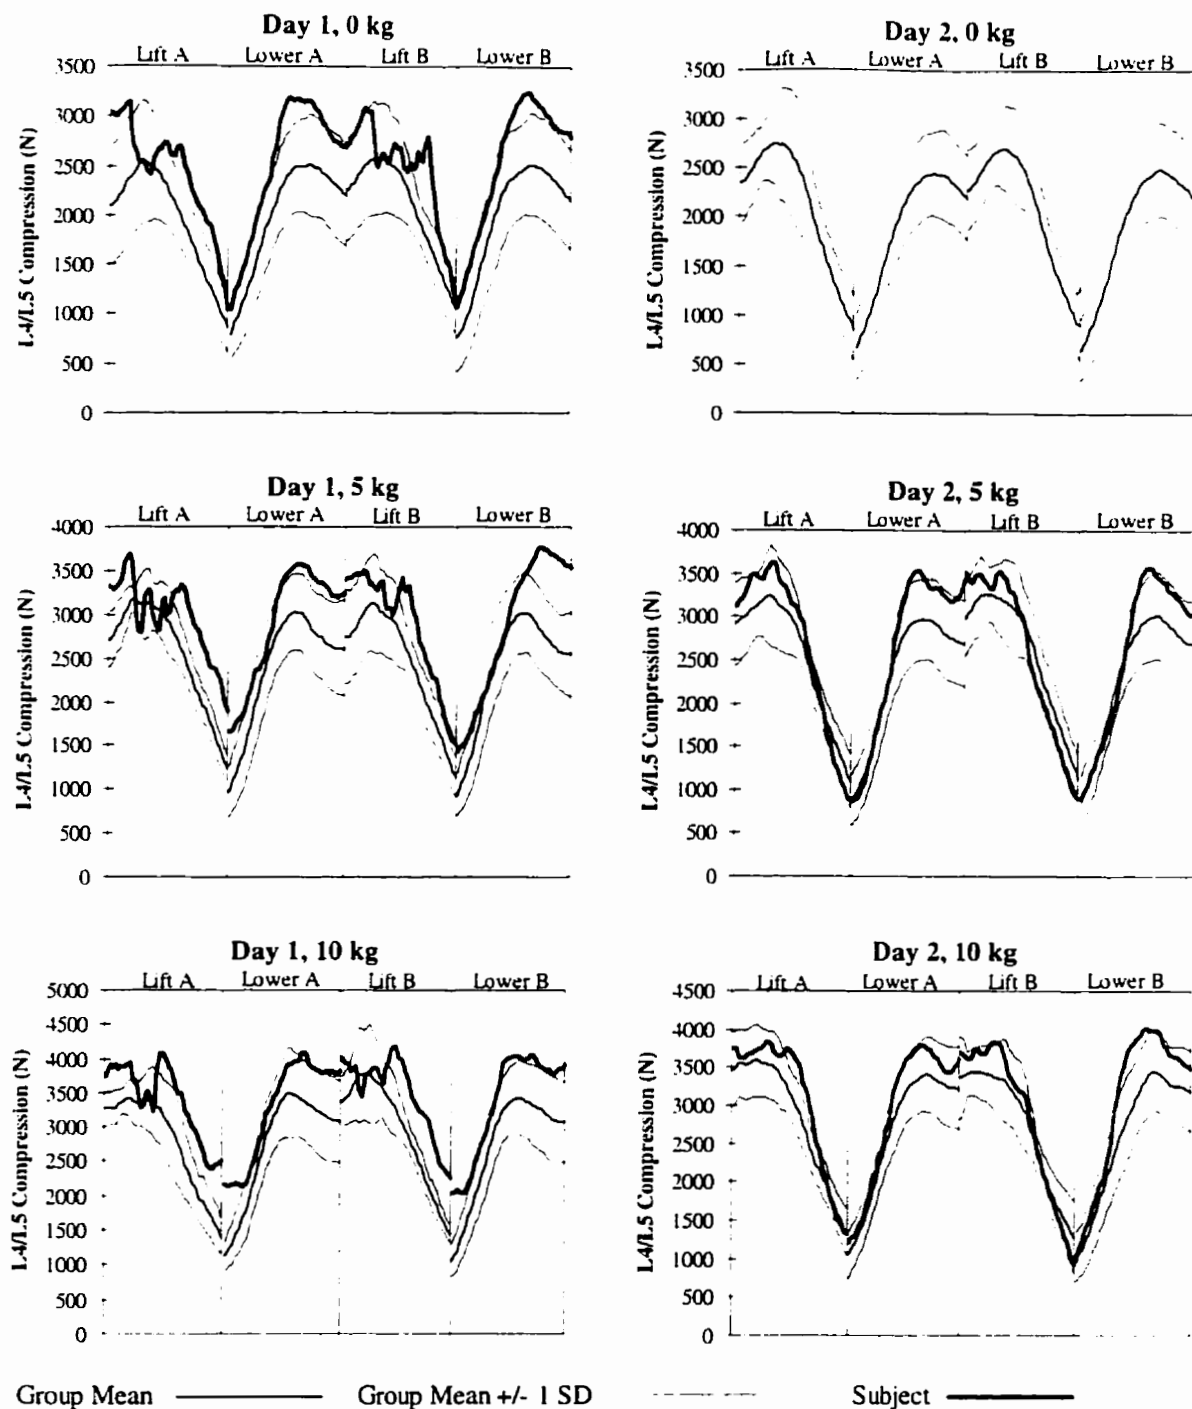 Day 1, 0 kg
Lift A Lower A Lift B Lower B
3500
3000
2500
2000
1500
1000
500
0
L4/L5 Compression (N)
Day 2, 0 kg
Lift A Lower A Lift B Lower B
3500
3000
2500
2000
1500
1000
500
0
L4/L5 Compression (N)
Day 1, 5 kg
Lift A Lower A Lift B Lower B
4000
3500
3000
2500
2000
1500
1000
500
0
L4/L5 Compression (N)
Day 2, 5 kg
Lift A Lower A Lift B Lower B
4000
3500
3000
2500
2000
1500
1000
500
0
L4/L5 Compression (N)
Day 1, 10 kg
Lift A Lower A Lift B Lower B
5000
4500
4000
3500
3000
2500
2000
1500
1000
500
0
L4/L5 Compression (N)
Day 2, 10 kg
Lift A Lower A Lift B Lower B
4500
4000
3500
3000
2500
2000
1500
1000
500
0
L4/L5 Compression (N)
Group Mean Group Mean +/- 1 SD Subject